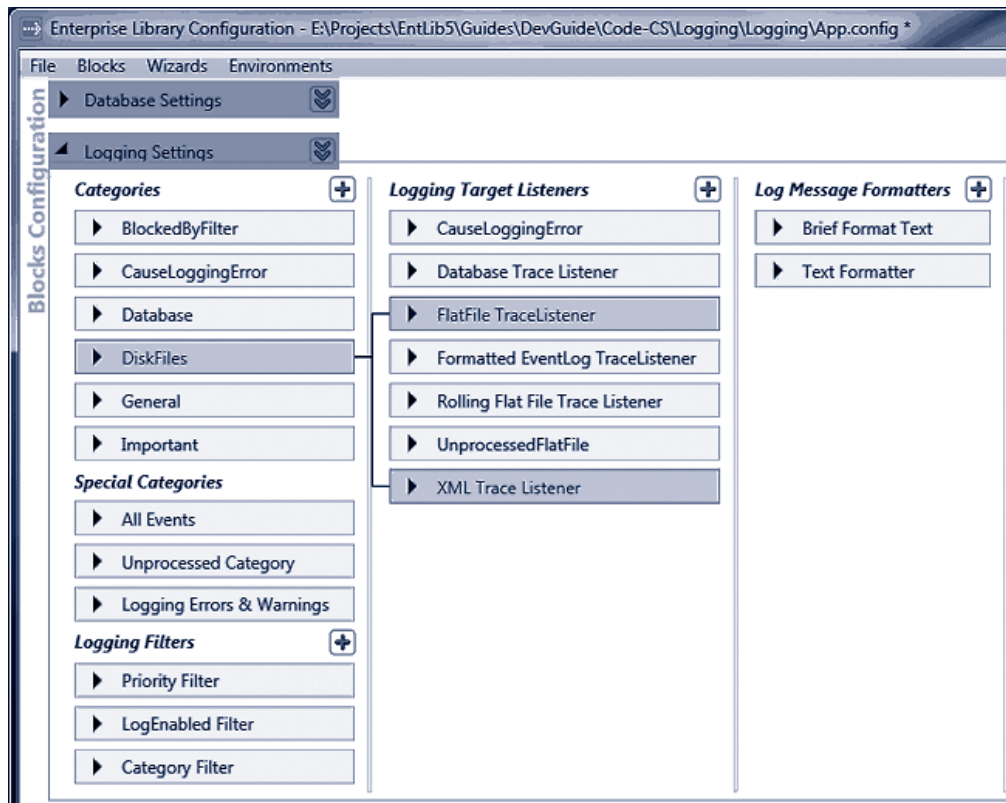 Enterprise Library Configuration - E:\Projects\EntLib5\Guides\DevGuide\Code-CS\Logging\Logging\App.config *
File Blocks Wizards Environments
Blocks Configuration
Database Settings
Logging Settings
Categories
BlockedByFilter
CauseLoggingError
Database
DiskFiles
General
Important
Special Categories
All Events
Unprocessed Category
Logging Errors & Warnings
Logging Filters
Priority Filter
LogEnabled Filter
Category Filter
Logging Target Listeners
CauseLoggingError
Database Trace Listener
FlatFile TraceListener
Formatted EventLog TraceListener
Rolling Flat File Trace Listener
UnprocessedFlatFile
XML Trace Listener
Log Message Formatters
Brief Format Text
Text Formatter